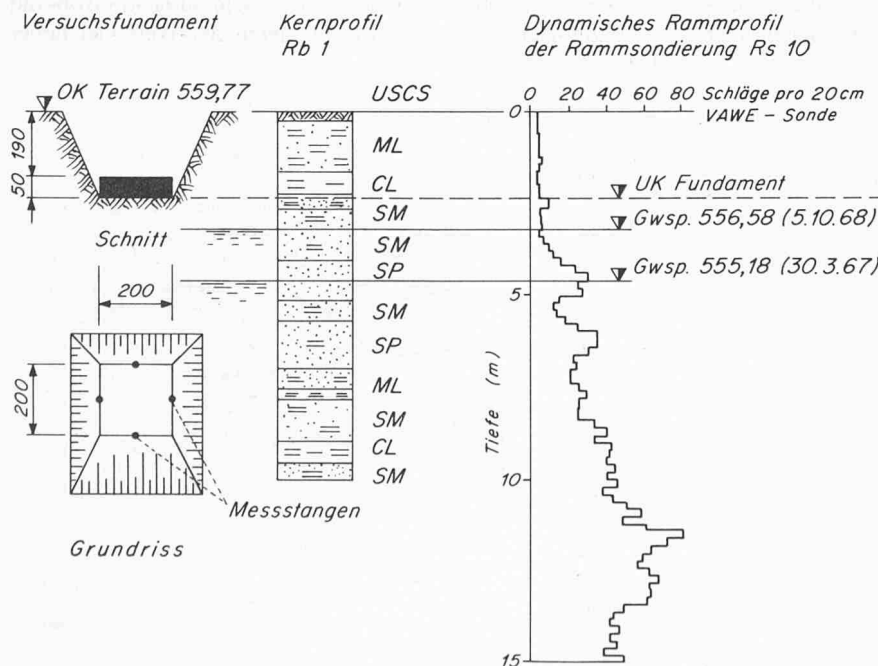 Versuchsfundament
Kernprofil
Rb 1
Dynamisches Rammprofil
der Rammsondierung Rs 10
OK Terrain 559,77
USCS
0
20
40
60
80
Schläge pro 20cm
VAWE – Sonde
190
50
ML
CL
SM
SM
SP
SM
SP
ML
SM
CL
SM
UK Fundament
Gwsp. 556,58 (5.10.68)
Gwsp. 555,18 (30.3.67)
Schnitt
200
200
Messstangen
Grundriss
5
Tiefe (m)
10
15